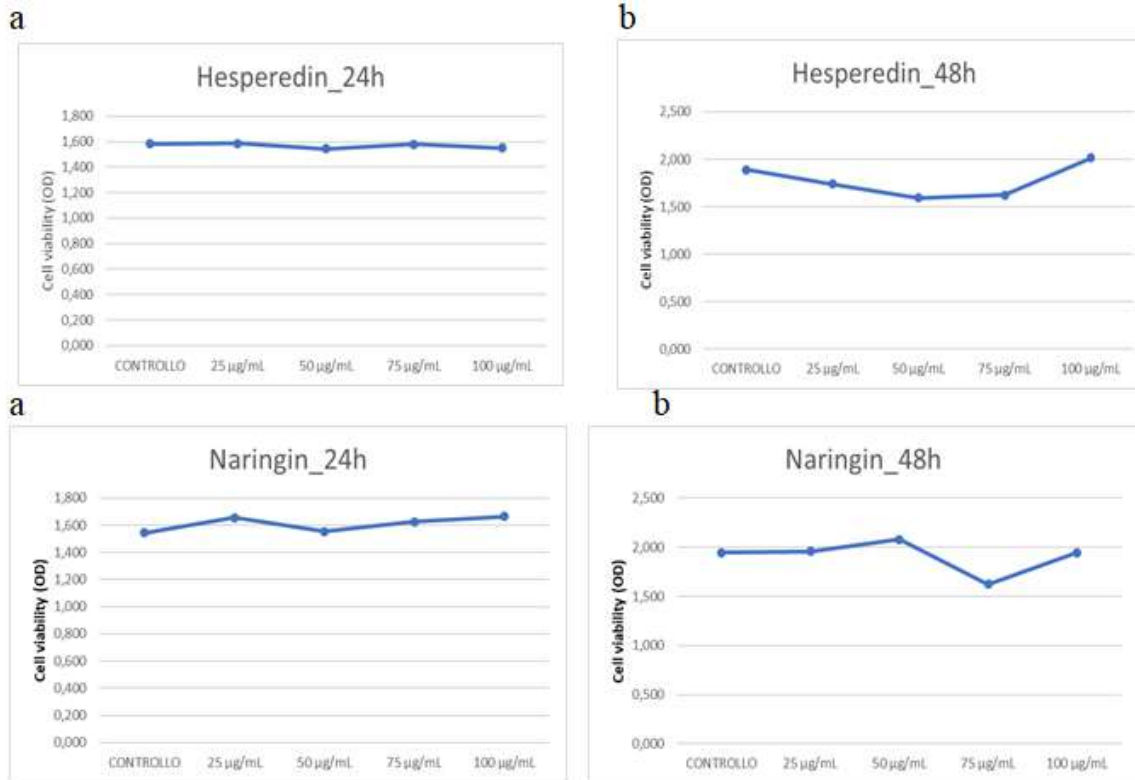 a
b
Hesperedin_24h
Cell viability (OD)
1,800
1,600
1,400
1,200
1,000
0,800
0,600
0,400
0,200
0,000
CONTROLLO 25 µg/mL 50 µg/mL 75 µg/mL 100 µg/mL
Hesperedin_48h
Cell viability (OD)
2,500
2,000
1,500
1,000
0,500
0,000
CONTROLLO 25 µg/mL 50 µg/mL 75 µg/mL 100 µg/mL
a
b
Naringin_24h
Cell viability (OD)
1,800
1,600
1,400
1,200
1,000
0,800
0,600
0,400
0,200
0,000
CONTROLLO 25 µg/mL 50 µg/mL 75 µg/mL 100 µg/mL
Naringin_48h
Cell viability (OD)
2,500
2,000
1,500
1,000
0,500
0,000
CONTROLLO 25 µg/mL 50 µg/mL 75 µg/mL 100 µg/mL